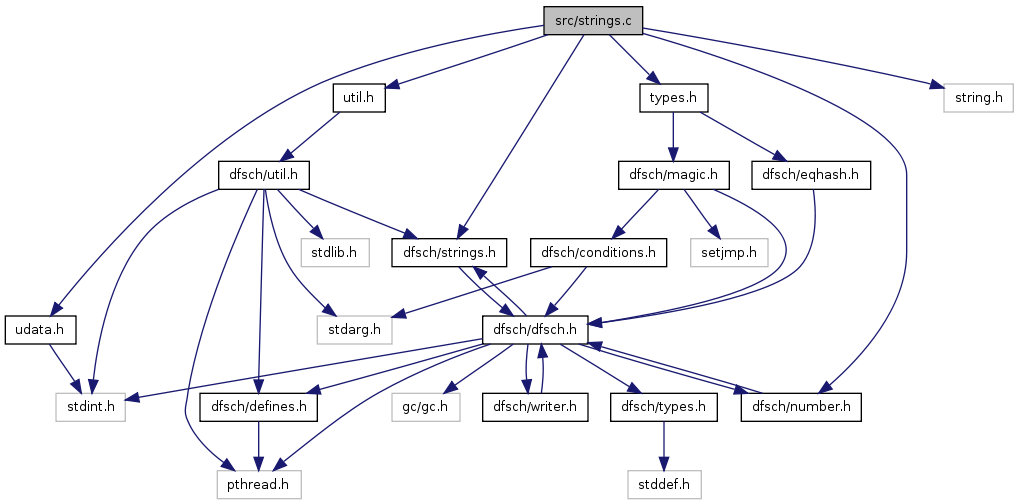 src/strings.c
util.h
types.h
string.h
dfsch/util.h
dfsch/magic.h
dfsch/eqhash.h
stdlib.h
dfsch/strings.h
dfsch/conditions.h
setjmp.h
udata.h
stdarg.h
dfsch/dfsch.h
stdint.h
dfsch/defines.h
gc/gc.h
dfsch/writer.h
dfsch/types.h
dfsch/number.h
pthread.h
stddef.h